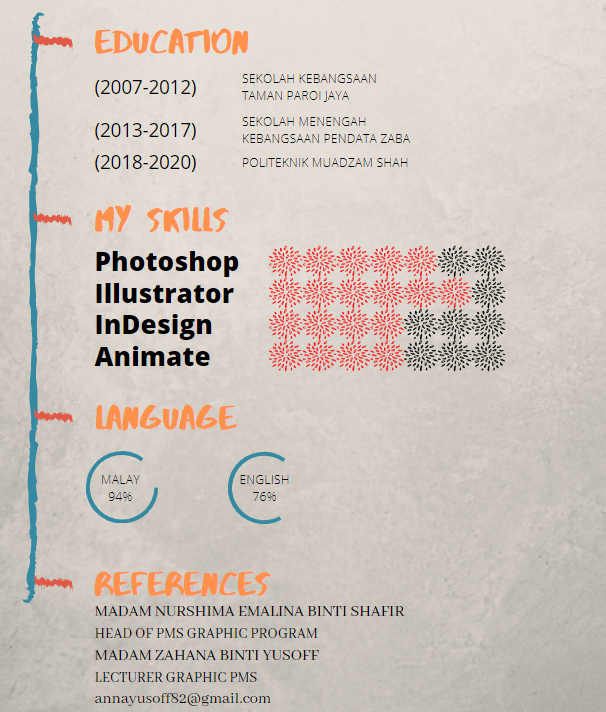 EDUCATION
(2007-2012)
SEKOLAH KEBANGSAAN
TAMAN PAROI JAYA
(2013-2017)
SEKOLAH MENENGAH
KEBANGSAAN PENDATA ZABA
(2018-2020)
POLITEKNIK MUADZAM SHAH
MY SKILLS
Photoshop
Illustrator
InDesign
Animate
LANGUAGE
MALAY
94%
ENGLISH
76%
REFERENCES
MADAM NURSHIMA EMALINA BINTI SHAFIR
HEAD OF PMS GRAPHIC PROGRAM
MADAM ZAHANA BINTI YUSOFF
LECTURER GRAPHIC PMS
annayusoff82@gmail.com